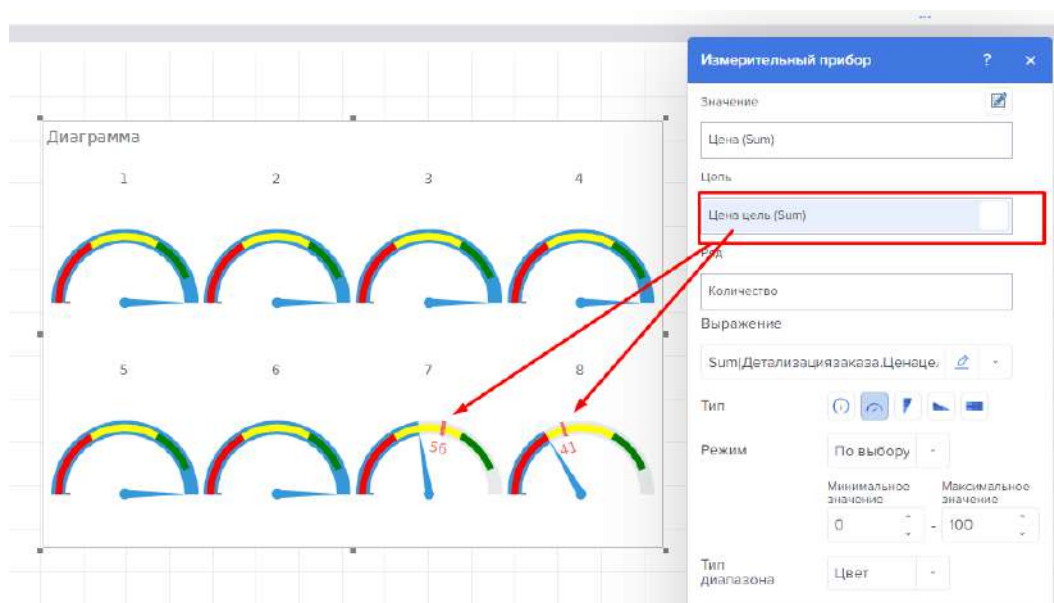 ...
Измерительный прибор ? ×
Значение
Цена (Sum)
Цель
Цена цель (Sum)
Ряд
Количество
Выражение
Sum(Детализациязаказа.Ценаце
Тип
Режим
По выбору
Минимальное значение
Максимальное значение
0 - 100
Тип диапазона
Цвет
Диаграмма
1 2 3 4
5 6 7 8
56 41